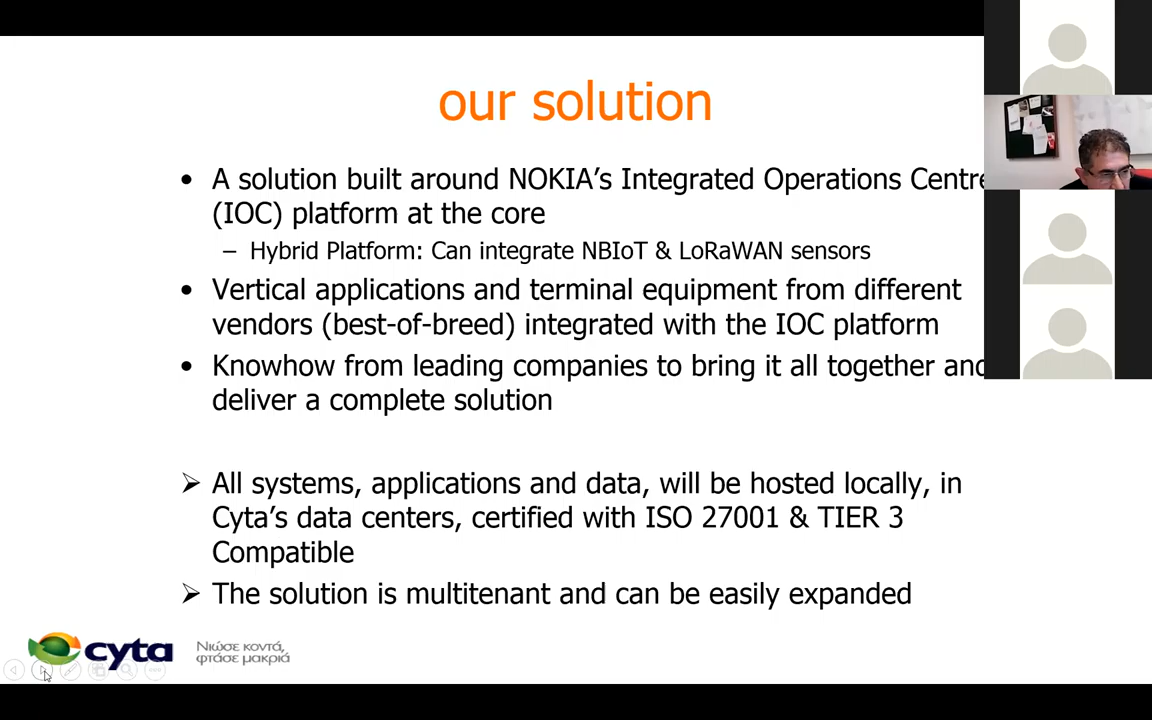 our solution
• A solution built around NOKIA’s Integrated Operations Centre
(IOC) platform at the core
– Hybrid Platform: Can integrate NBIoT & LoRaWAN sensors
• Vertical applications and terminal equipment from different
vendors (best-of-breed) integrated with the IOC platform
• Knowhow from leading companies to bring it all together and
deliver a complete solution
➢ All systems, applications and data, will be hosted locally, in
Cyta’s data centers, certified with ISO 27001 & TIER 3
Compatible
➢ The solution is multitenant and can be easily expanded
cyta
Νιώσε κοντά,
φτάσε μακριά